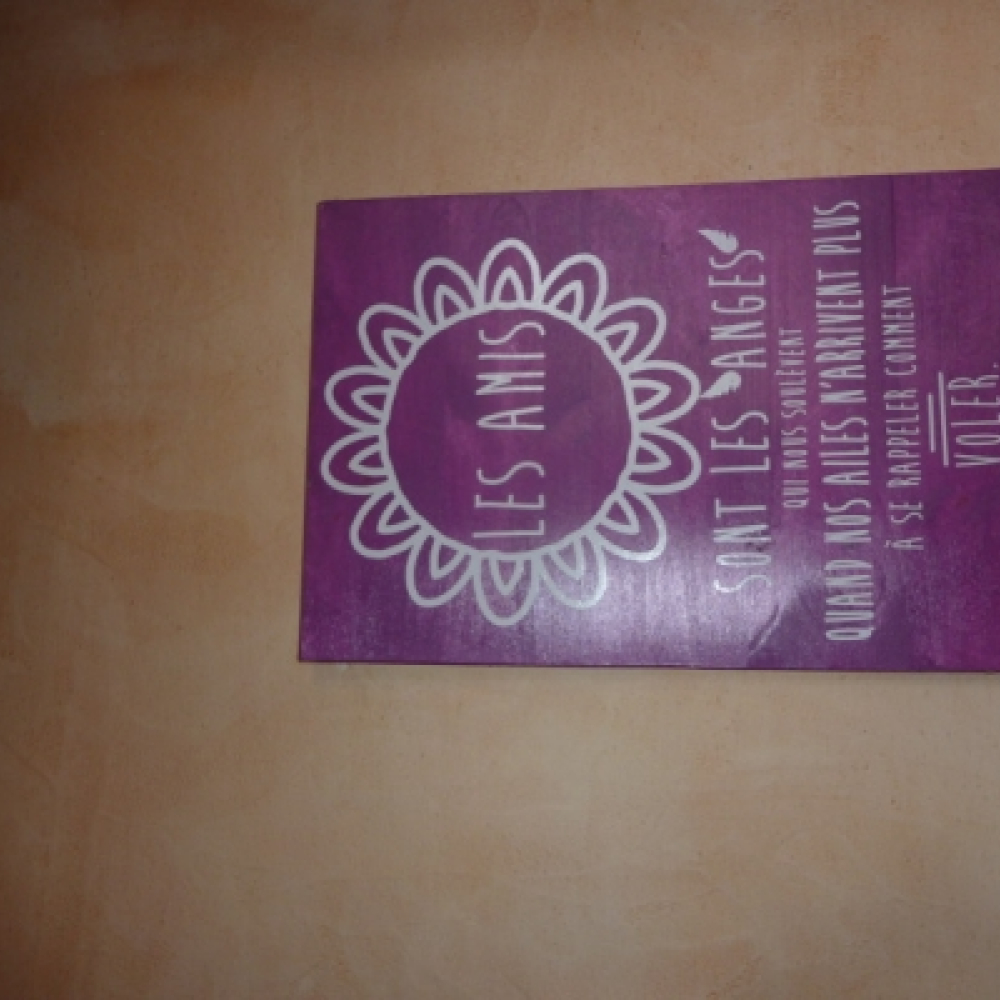 LES AMIS
SONT LES ANGES
QUI NOUS SOULÈVENT
QUAND NOS AILES N'ARRIVENT PLUS
À SE RAPPELER COMMENT
VOLER.